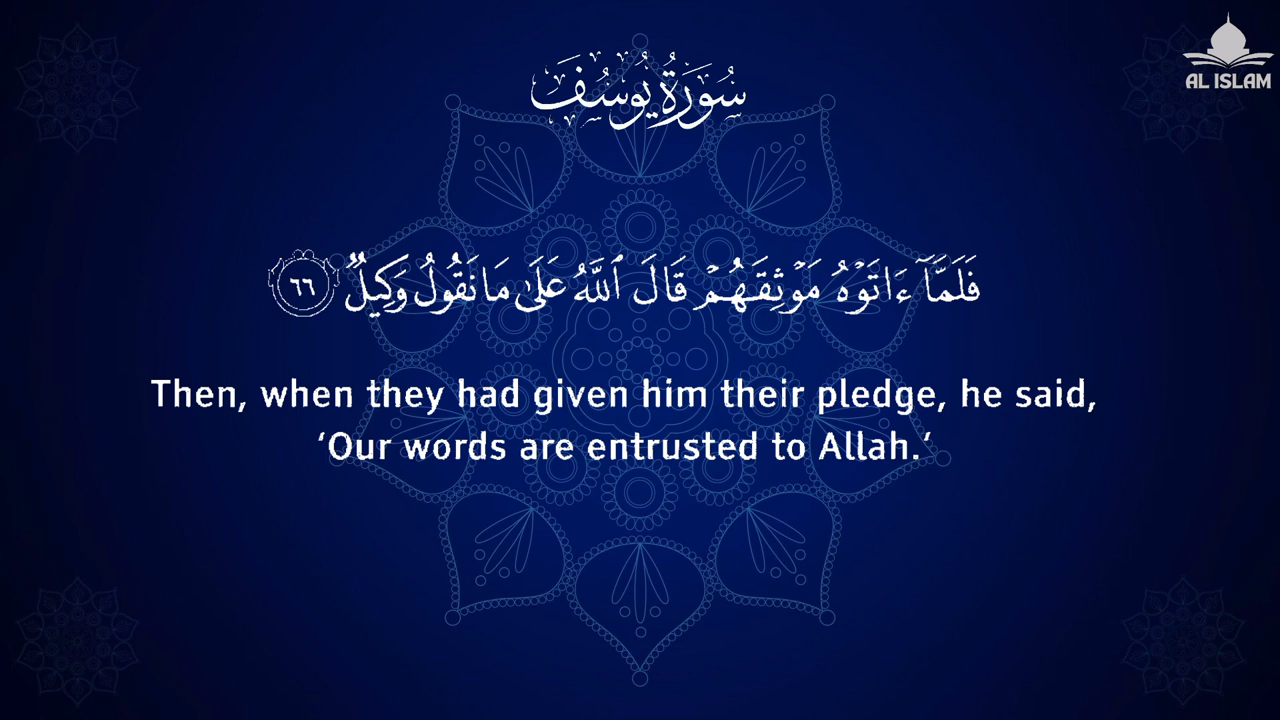 سُورَةُ يُوسُفَ
AL ISLAM
فَلَمَّآ ءَاتَوْهُ مَوْثِقَهُمْ قَالَ ٱللَّهُ عَلَىٰ مَا نَقُولُ وَكِيلٌ ٦٦
Then, when they had given him their pledge, he said,
‘Our words are entrusted to Allah.‘